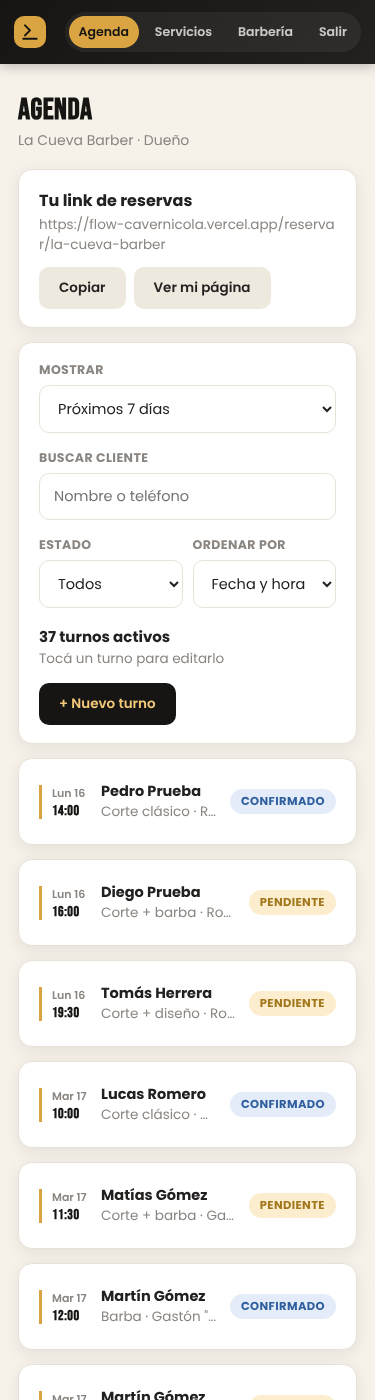 Agenda Servicios Barbería Salir
AGENDA
La Cueva Barber · Dueño
Tu link de reservas
https://flow-cavernicola.vercel.app/reserva
r/la-cueva-barber
Copiar Ver mi página
MOSTRAR
Próximos 7 días
BUSCAR CLIENTE
Nombre o teléfono
ESTADO ORDENAR POR
Todos Fecha y hora
37 turnos activos
Tocá un turno para editarlo
+ Nuevo turno
Lun 16 Pedro Prueba CONFIRMADO
14:00 Corte clásico · R...
Lun 16 Diego Prueba PENDIENTE
16:00 Corte + barba · Ro...
Lun 16 Tomás Herrera PENDIENTE
19:30 Corte + diseño · Ro...
Mar 17 Lucas Romero CONFIRMADO
10:00 Corte clásico · ...
Mar 17 Matías Gómez PENDIENTE
11:30 Corte + barba · Ga...
Mar 17 Martín Gómez CONFIRMADO
12:00 Barba · Gastón "...
Mar 17 Martín Gómez